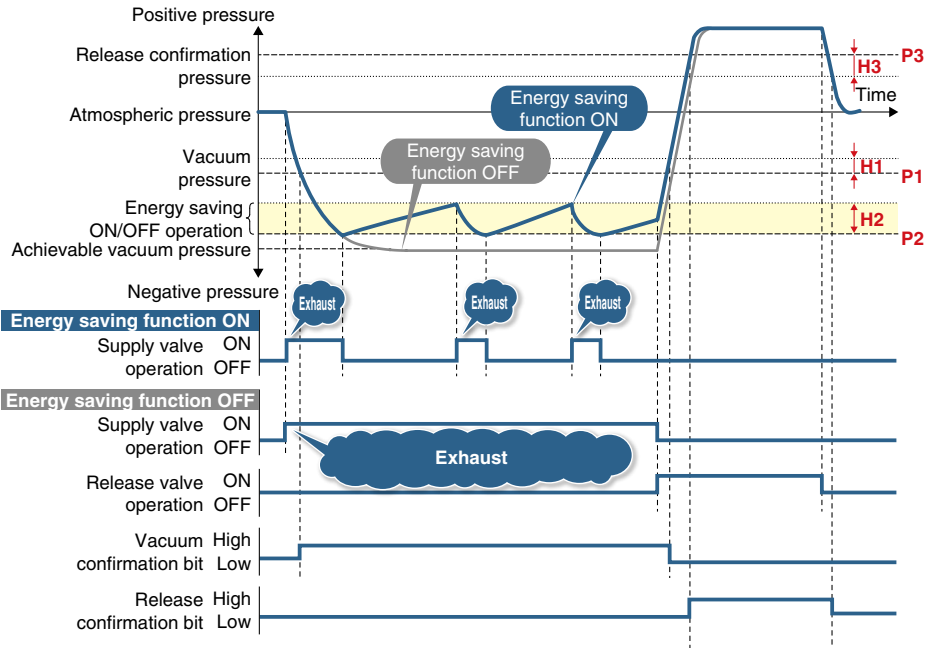 Positive pressure
Release confirmation
pressure
P3
H3
Time
Atmospheric pressure
Energy saving
function ON
Energy saving
function OFF
Vacuum
pressure
H1
P1
Energy saving
ON/OFF operation
H2
P2
Achievable vacuum pressure
Negative pressure
Exhaust
Exhaust
Exhaust
Energy saving function ON
Supply valve ON
operation OFF
Energy saving function OFF
Supply valve ON
operation OFF
Exhaust
Release valve ON
operation OFF
Vacuum High
confirmation bit Low
Release High
confirmation bit Low